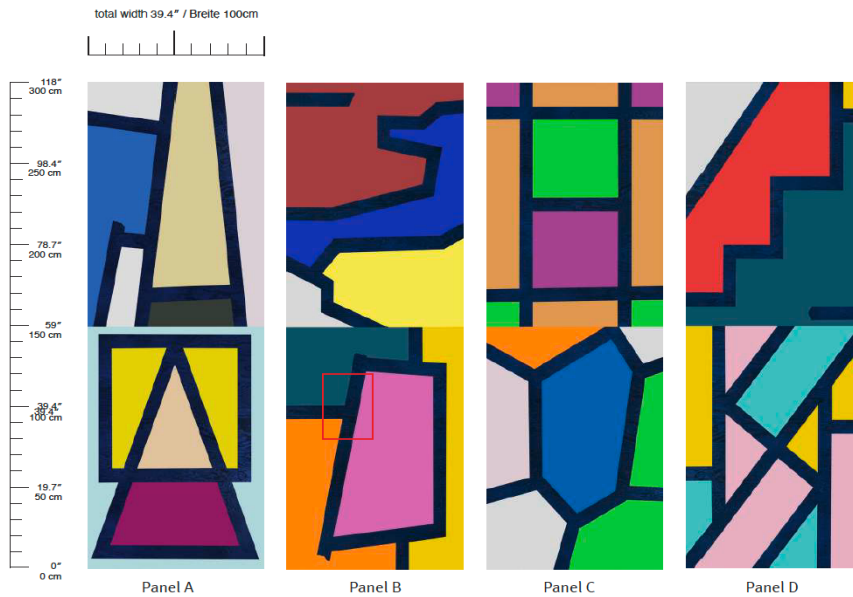 total width 39.4″ / Breite 100cm
118″
300 cm
98.4″
250 cm
78.7″
200 cm
59″
150 cm
39.4″
39.4″
100 cm
19.7″
50 cm
0″
0 cm
Panel A
Panel B
Panel C
Panel D